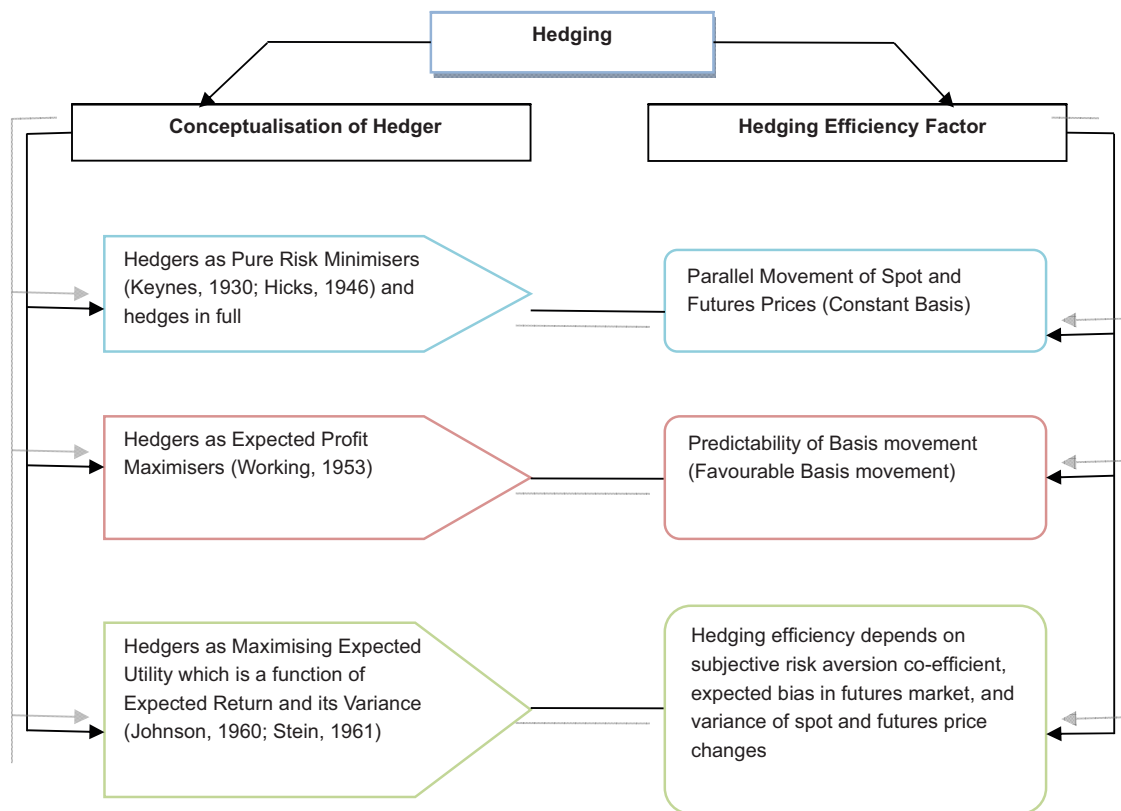 Hedging
Conceptualisation of Hedger
Hedging Efficiency Factor
Hedgers as Pure Risk Minimisers
(Keynes, 1930; Hicks, 1946) and
hedges in full
Parallel Movement of Spot and
Futures Prices (Constant Basis)
Hedgers as Expected Profit
Maximisers (Working, 1953)
Predictability of Basis movement
(Favourable Basis movement)
Hedgers as Maximising Expected
Utility which is a function of
Expected Return and its Variance
(Johnson, 1960; Stein, 1961)
Hedging efficiency depends on
subjective risk aversion co-efficient,
expected bias in futures market, and
variance of spot and futures price
changes